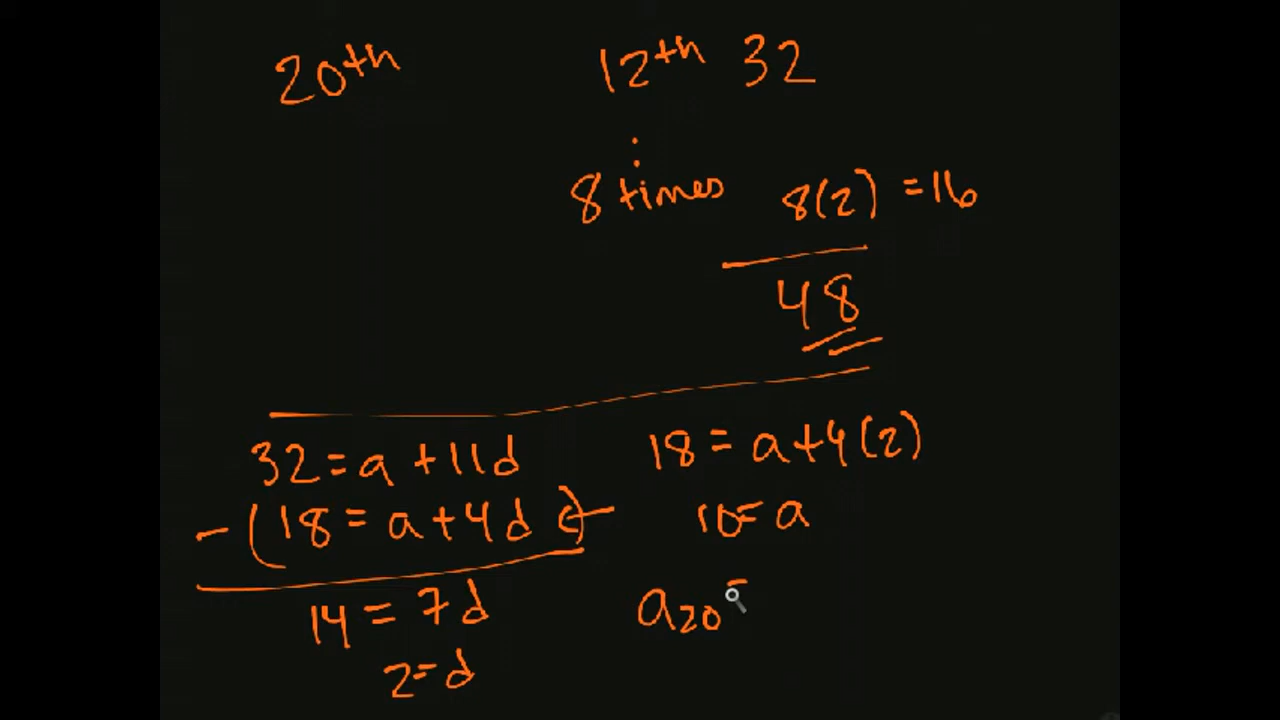 20th 12th 32
8 times 8(2) = 16
48
32 = a + 11d
-(18 = a + 4d)
14 = 7d
2 = d
18 = a + 4(2)
10 = a
a20 =